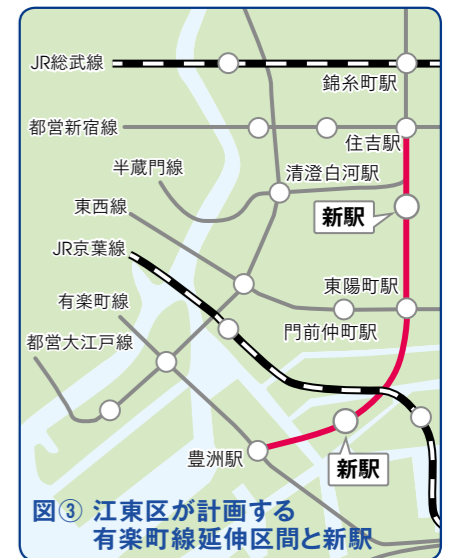 JR総武線
錦糸町駅
都営新宿線
住吉駅
半蔵門線
清澄白河駅
東西線
新駅
JR京葉線
東陽町駅
有楽町線
門前仲町駅
都営大江戸線
豊洲駅
新駅
図③ 江東区が計画する
有楽町線延伸区間と新駅